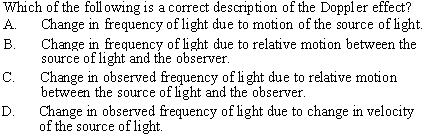 Which of the following is a correct description of the Doppler effect?
A. Change in frequency of light due to motion of the source of light.
B. Change in frequency of light due to relative motion between the
source of light and the observer.
C. Change in observed frequency of light due to relative motion
between the source of light and the observer.
D. Change in observed frequency of light due to change in velocity
of the source of light.